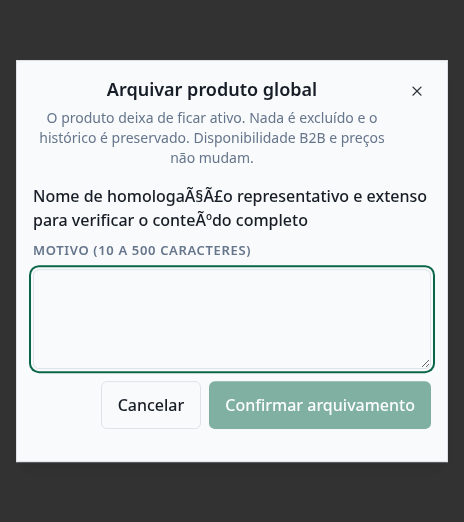 Arquivar produto global
O produto deixa de ficar ativo. Nada é excluído e o
histórico é preservado. Disponibilidade B2B e preços
não mudam.
Nome de homologaÃ§Ã£o representativo e extenso
para verificar o conteÃºdo completo
MOTIVO (10 A 500 CARACTERES)
Cancelar
Confirmar arquivamento